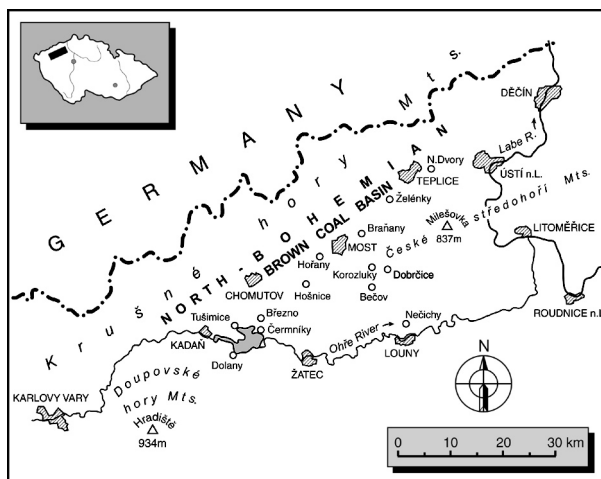 GERMANY
Krušné hory Mts.
NORTH-BOHEMIAN
BROWN COAL BASIN
DĚČÍN
Labe R.
N.Dvory
TEPLICE
ÚSTÍ n.L.
Želénky
Milešovka
837m
České středohoří Mts.
LITOMĚŘICE
Braňany
MOST
Hořany
Korozluky
Dobrčice
CHOMUTOV
Hošnice
Bečov
ROUDNICE n.L
Tušimice
Březno
Čermníky
Nečichy
KADAŇ
Ohře River
LOUNY
Dolany
ŽATEC
Doupovské
hory Mts.
KARLOVY VARY
Hradiště
934m
N
0 10 20 30 km